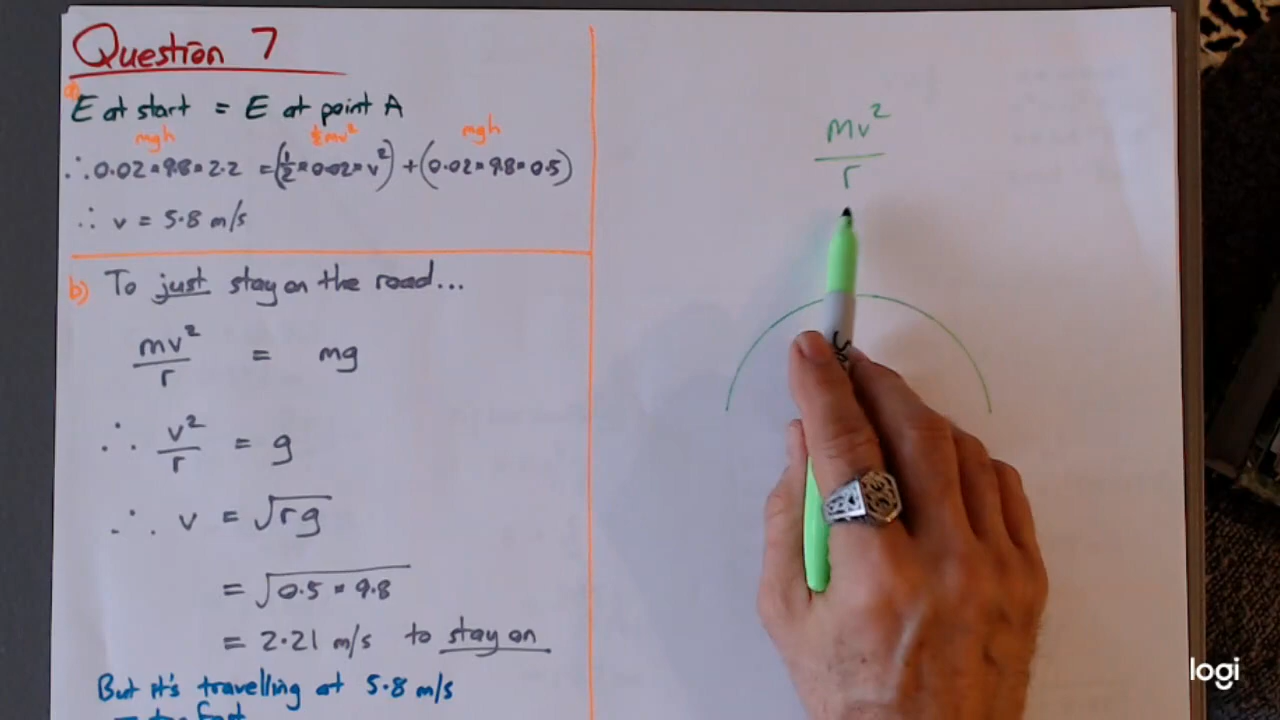 Question 7
a)
E at start = E at point A
mgh ½mv² mgh
∴ 0.02 × 9.8 × 2.2 = (½ × 0.02 × v²) + (0.02 × 9.8 × 0.5)
∴ v = 5.8 m/s
b) To just stay on the road...
mv²/r = mg
∴ v²/r = g
∴ v = √rg
= √0.5 × 9.8
= 2.21 m/s to stay on
But it's travelling at 5.8 m/s
too fast
mv²/r
logi